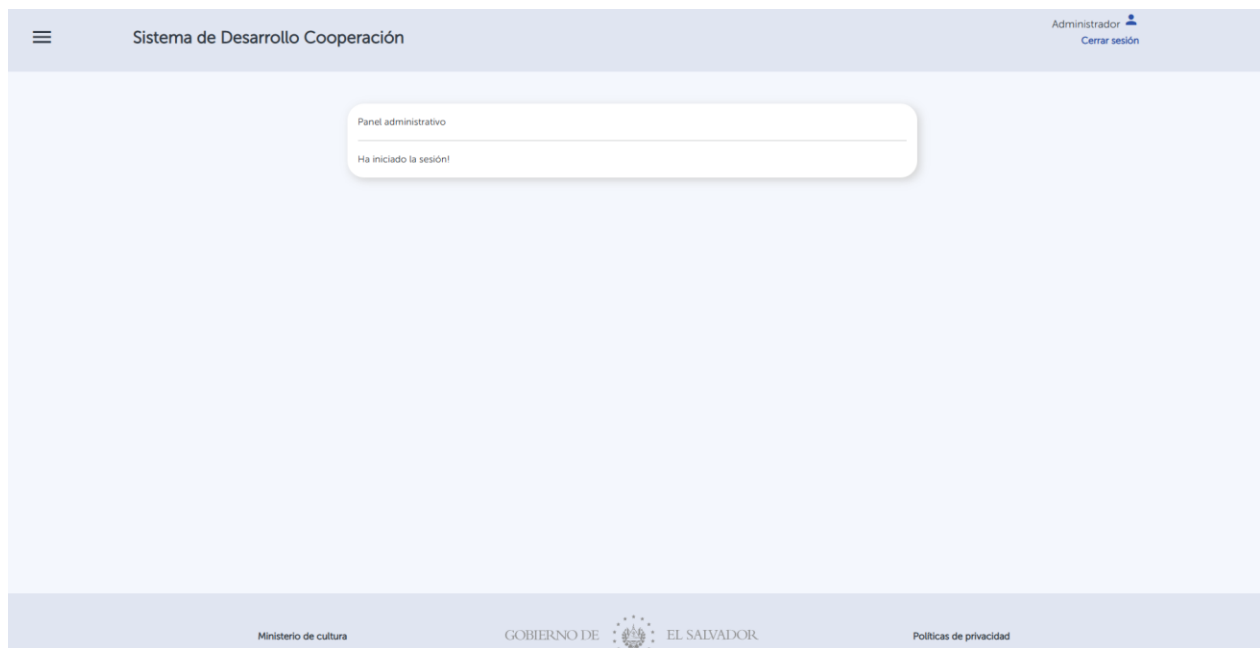 Sistema de Desarrollo Cooperación
Administrador
Cerrar sesión
Panel administrativo
Ha iniciado la sesión!
Ministerio de cultura
GOBIERNO DE EL SALVADOR
Políticas de privacidad